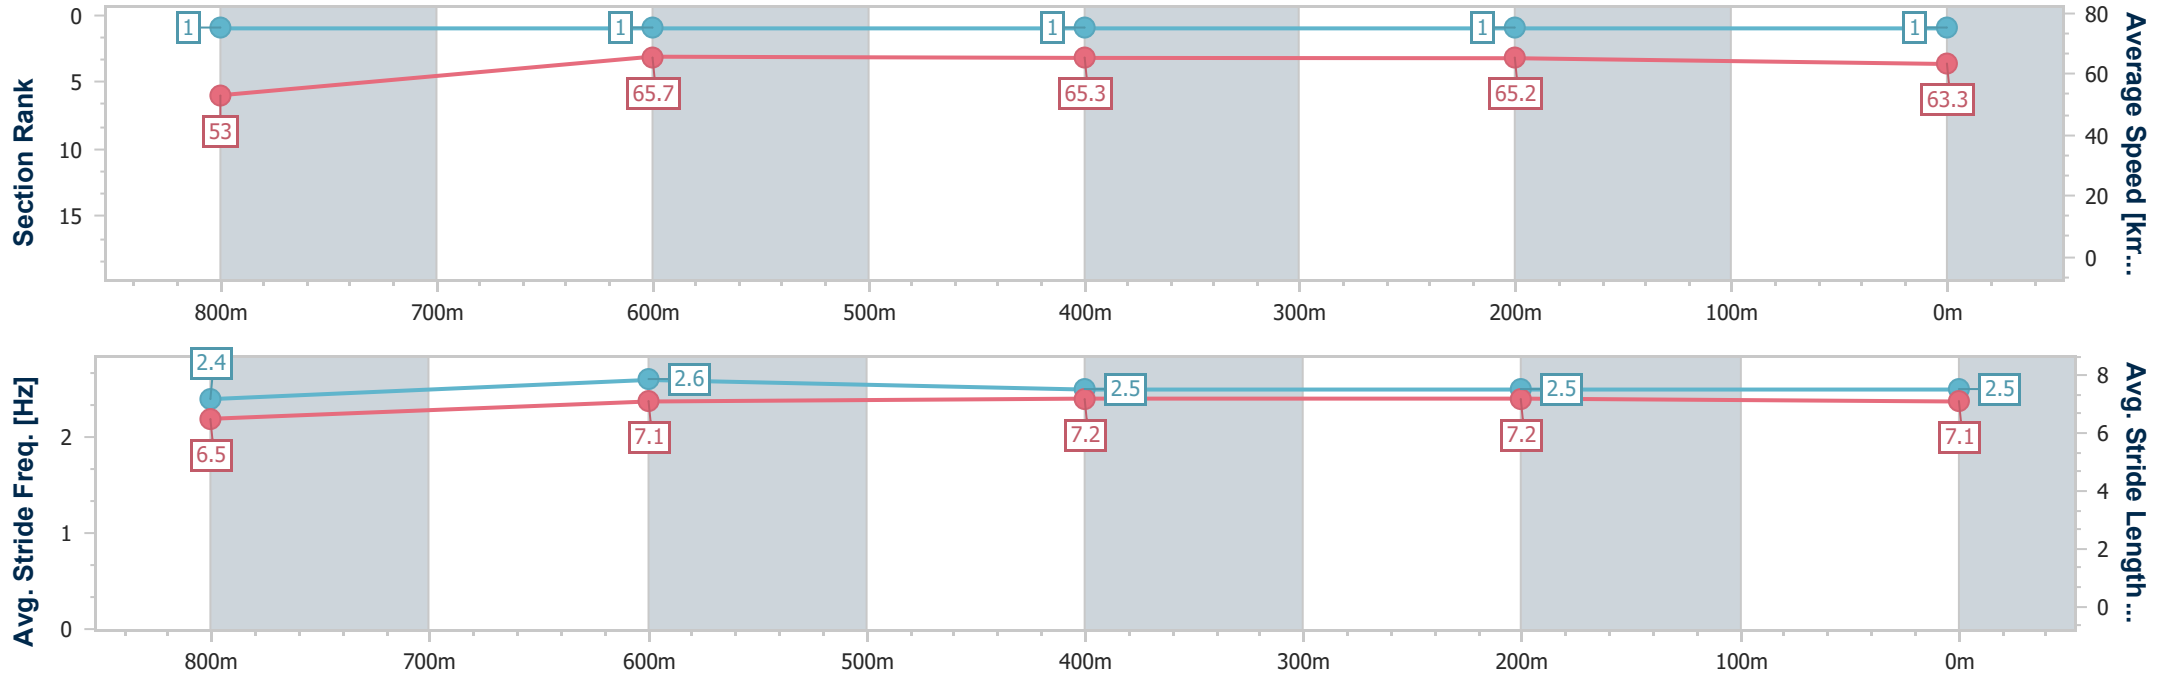 Section Rank
0
5
10
15
1
1
1
1
1
53
65.7
65.3
65.2
63.3
80
60
40
20
0
Average Speed [km...
800m
700m
600m
500m
400m
300m
200m
100m
0m
Avg. Stride Freq. [Hz]
2
1
0
2.4
2.6
2.5
2.5
2.5
6.5
7.1
7.2
7.2
7.1
8
6
4
2
0
Avg. Stride Length ...
800m
700m
600m
500m
400m
300m
200m
100m
0m